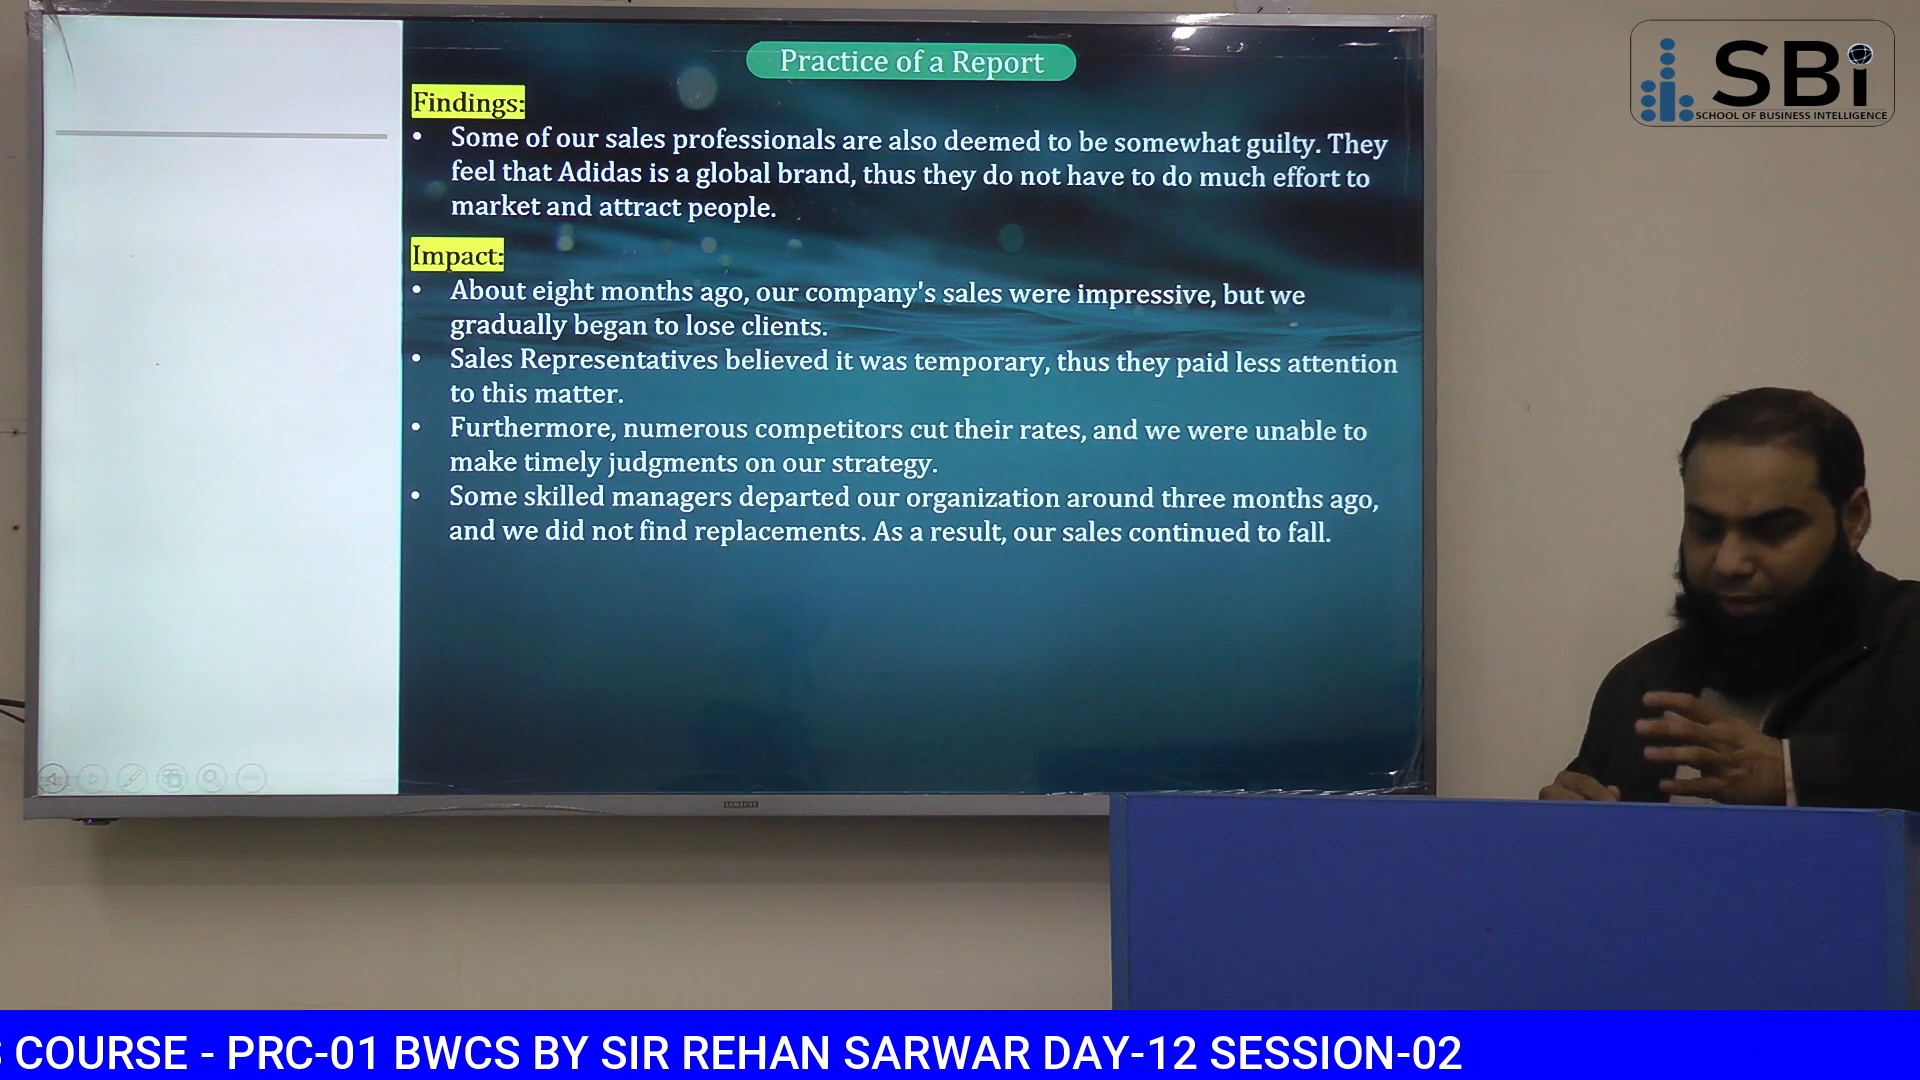 Practice of a Report
Findings:
• Some of our sales professionals are also deemed to be somewhat guilty. They
feel that Adidas is a global brand, thus they do not have to do much effort to
market and attract people.
Impact:
• About eight months ago, our company's sales were impressive, but we
gradually began to lose clients.
• Sales Representatives believed it was temporary, thus they paid less attention
to this matter.
• Furthermore, numerous competitors cut their rates, and we were unable to
make timely judgments on our strategy.
• Some skilled managers departed our organization around three months ago,
and we did not find replacements. As a result, our sales continued to fall.
SAMSUNG
SBi
SCHOOL OF BUSINESS INTELLIGENCE
COURSE - PRC-01 BWCS BY SIR REHAN SARWAR DAY-12 SESSION-02